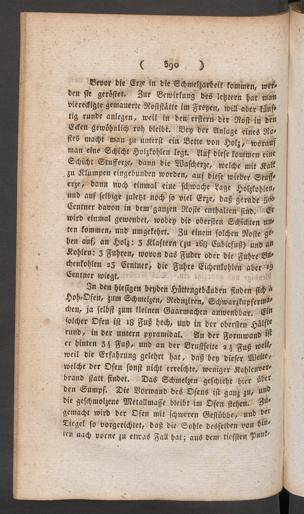 ( 390 )
Bevor die Erze in die Schmelzarbeit kommen, wer-
den sie geröstet. Zur Bewirkung des letztern hat man
viereckigte gemauerte Roststätte im Freyen, will aber künf-
tig runde anlegen, weil in den erstern der Rost in den
Ecken gewöhnlich roh bleibt. Bey der Anlage eines Ro-
stes macht man zu unterst ein Bette von Holz, worauf
man eine Schicht Holzkohlen legt. Auf diese kommen eine
Schicht Stufferze, dann die Wascherze, welche mit Kalk
zu Klumpen eingebunden worden, auf diese wieder Stuff-
erze, dann noch einmal eine schwache Lage Holzkohlen,
und auf selbige zuletzt noch so viel Erz, daß gerade 300
Centner davon in dem ganzen Roste enthalten sind. Er
wird einmal gewendet, wobey die obersten Schichten un-
ten kommen, und umgekehrt. Zu einem solchen Roste ge-
hen auf, an Holz: 3 Klaftern (zu 163 Cubicfuß) und an
Kohlen: 3 Fuhren, wovon das Fuder oder die Fuhre Bu-
chenkohlen 25 Centner, die Fuhre Eichenkohlen aber 19
Centner wiegt.
In den hiesigen beyden Hüttengebäuden finden sich
Hoh-Ofen, zum Schmelzen, Reduziren, Schwarzkupferma-
chen, ja selbst zum kleinen Gaarmachen anwendbar. Ein
solcher Ofen ist 18 Fuß hoch, und in der obersten Hälfte
rund, in der untern pyramidal. An der Formwand ist
er hinten 3½ Fuß, und an der Brustseite 2½ Fuß weit,
weil die Erfahrung gelehrt hat, daß bey dieser Weite,
welche der Ofen sonst nicht erreichte, weniger Kohlenver-
brand statt findet. Das Schmelzen geschieht hier über
den Sumpf. Die Vorwand des Ofens ist ganz zu, und
die geschmolzene Metallmasse bleibt im Ofen stehen. Zu-
gemacht wird der Ofen mit schweren Gestübbe, und der
Tiegel so vorgerichtet, daß die Sohle desselben von hin-
ten nach vorne zu etwas Fall hat; aus dem tiefsten Punk-